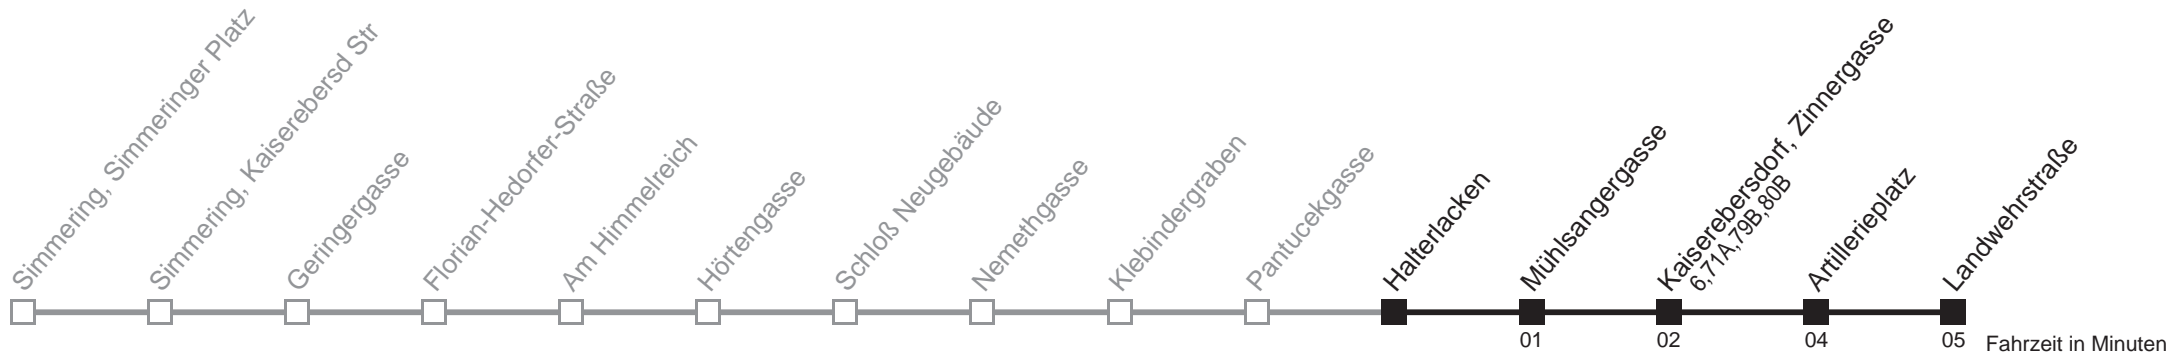 Simmering, Simmeringer Platz
Simmering, Kaiserebersd Str
Geringergasse
Florian-Hedorfer-Straße
Am Himmelreich
Hörtengasse
Schloß Neugebäude
Nemethgasse
Klebindergraben
Pantucekgasse
Halterlacken
Mühlsangergasse
Kaiserebersdorf, Zinnergasse
6,71A,79B,80B
Artillerieplatz
Landwehrstraße
01
02
04
05
Fahrzeit in Minuten